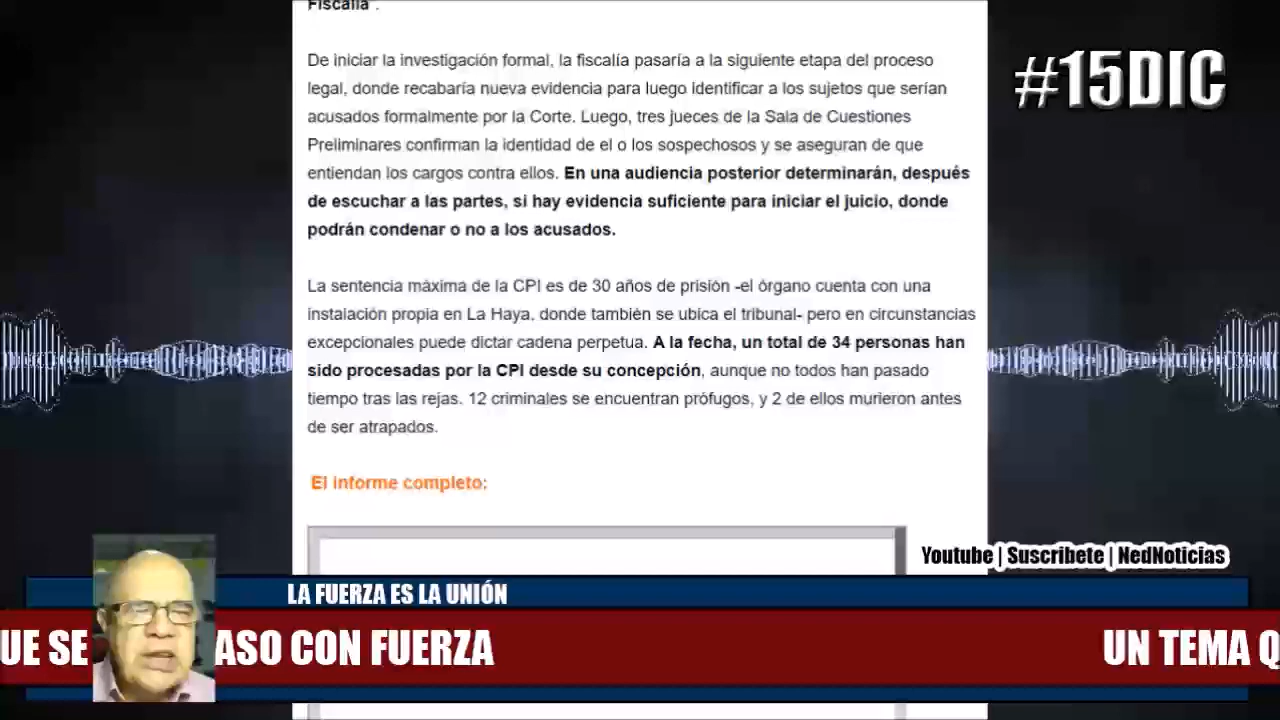 Fiscalía".
#15DIC
De iniciar la investigación formal, la fiscalía pasaría a la siguiente etapa del proceso
legal, donde recabaría nueva evidencia para luego identificar a los sujetos que serían
acusados formalmente por la Corte. Luego, tres jueces de la Sala de Cuestiones
Preliminares confirman la identidad de el o los sospechosos y se aseguran de que
entiendan los cargos contra ellos. En una audiencia posterior determinarán, después
de escuchar a las partes, si hay evidencia suficiente para iniciar el juicio, donde
podrán condenar o no a los acusados.
La sentencia máxima de la CPI es de 30 años de prisión -el órgano cuenta con una
instalación propia en La Haya, donde también se ubica el tribunal- pero en circunstancias
excepcionales puede dictar cadena perpetua. A la fecha, un total de 34 personas han
sido procesadas por la CPI desde su concepción, aunque no todos han pasado
tiempo tras las rejas. 12 criminales se encuentran prófugos, y 2 de ellos murieron antes
de ser atrapados.
El informe completo:
Youtube | Suscribete | NedNoticias
LA FUERZA ES LA UNIÓN
UE SE ASO CON FUERZA UN TEMA Q